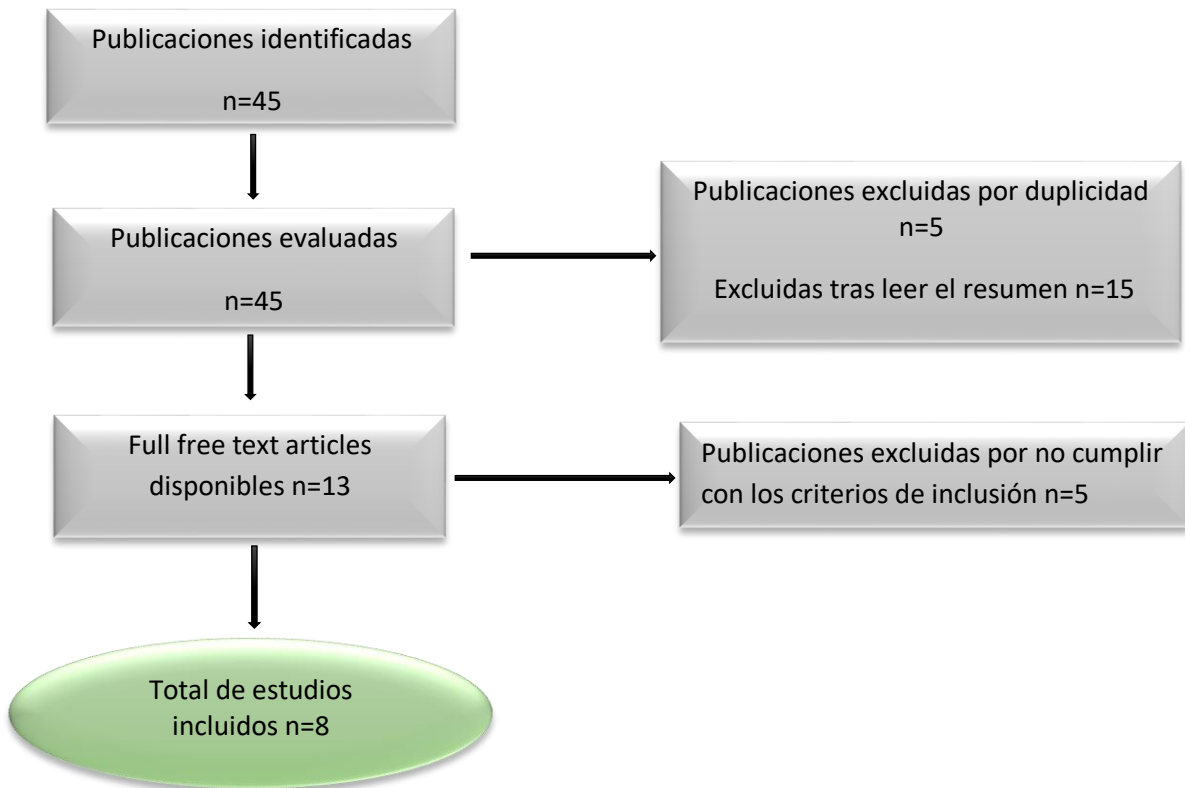 Publicaciones identificadas
n=45
Publicaciones evaluadas
n=45
Publicaciones excluidas por duplicidad
n=5
Excluidas tras leer el resumen n=15
Full free text articles
disponibles n=13
Publicaciones excluidas por no cumplir
con los criterios de inclusión n=5
Total de estudios
incluidos n=8